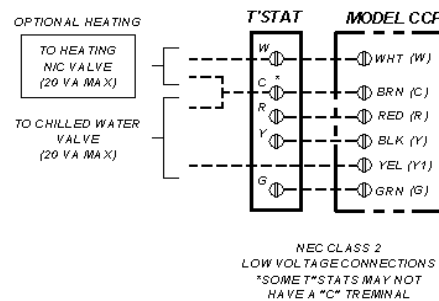 OPTIONAL HEATING
T'STAT
MODEL CCP
TO HEATING
N/C VALVE
(20 VA MAX)
W
WHT (W)
C *
BRN (C)
R
RED (R)
TO CHILLED WATER
VALVE
(20 VA MAX)
Y
BLK (Y)
YEL (Y1)
G
GRN (G)
NEC CLASS 2
LOW VOLTAGE CONNECTIONS
*SOME T"STATS MAY NOT
HAVE A "C" TREMINAL